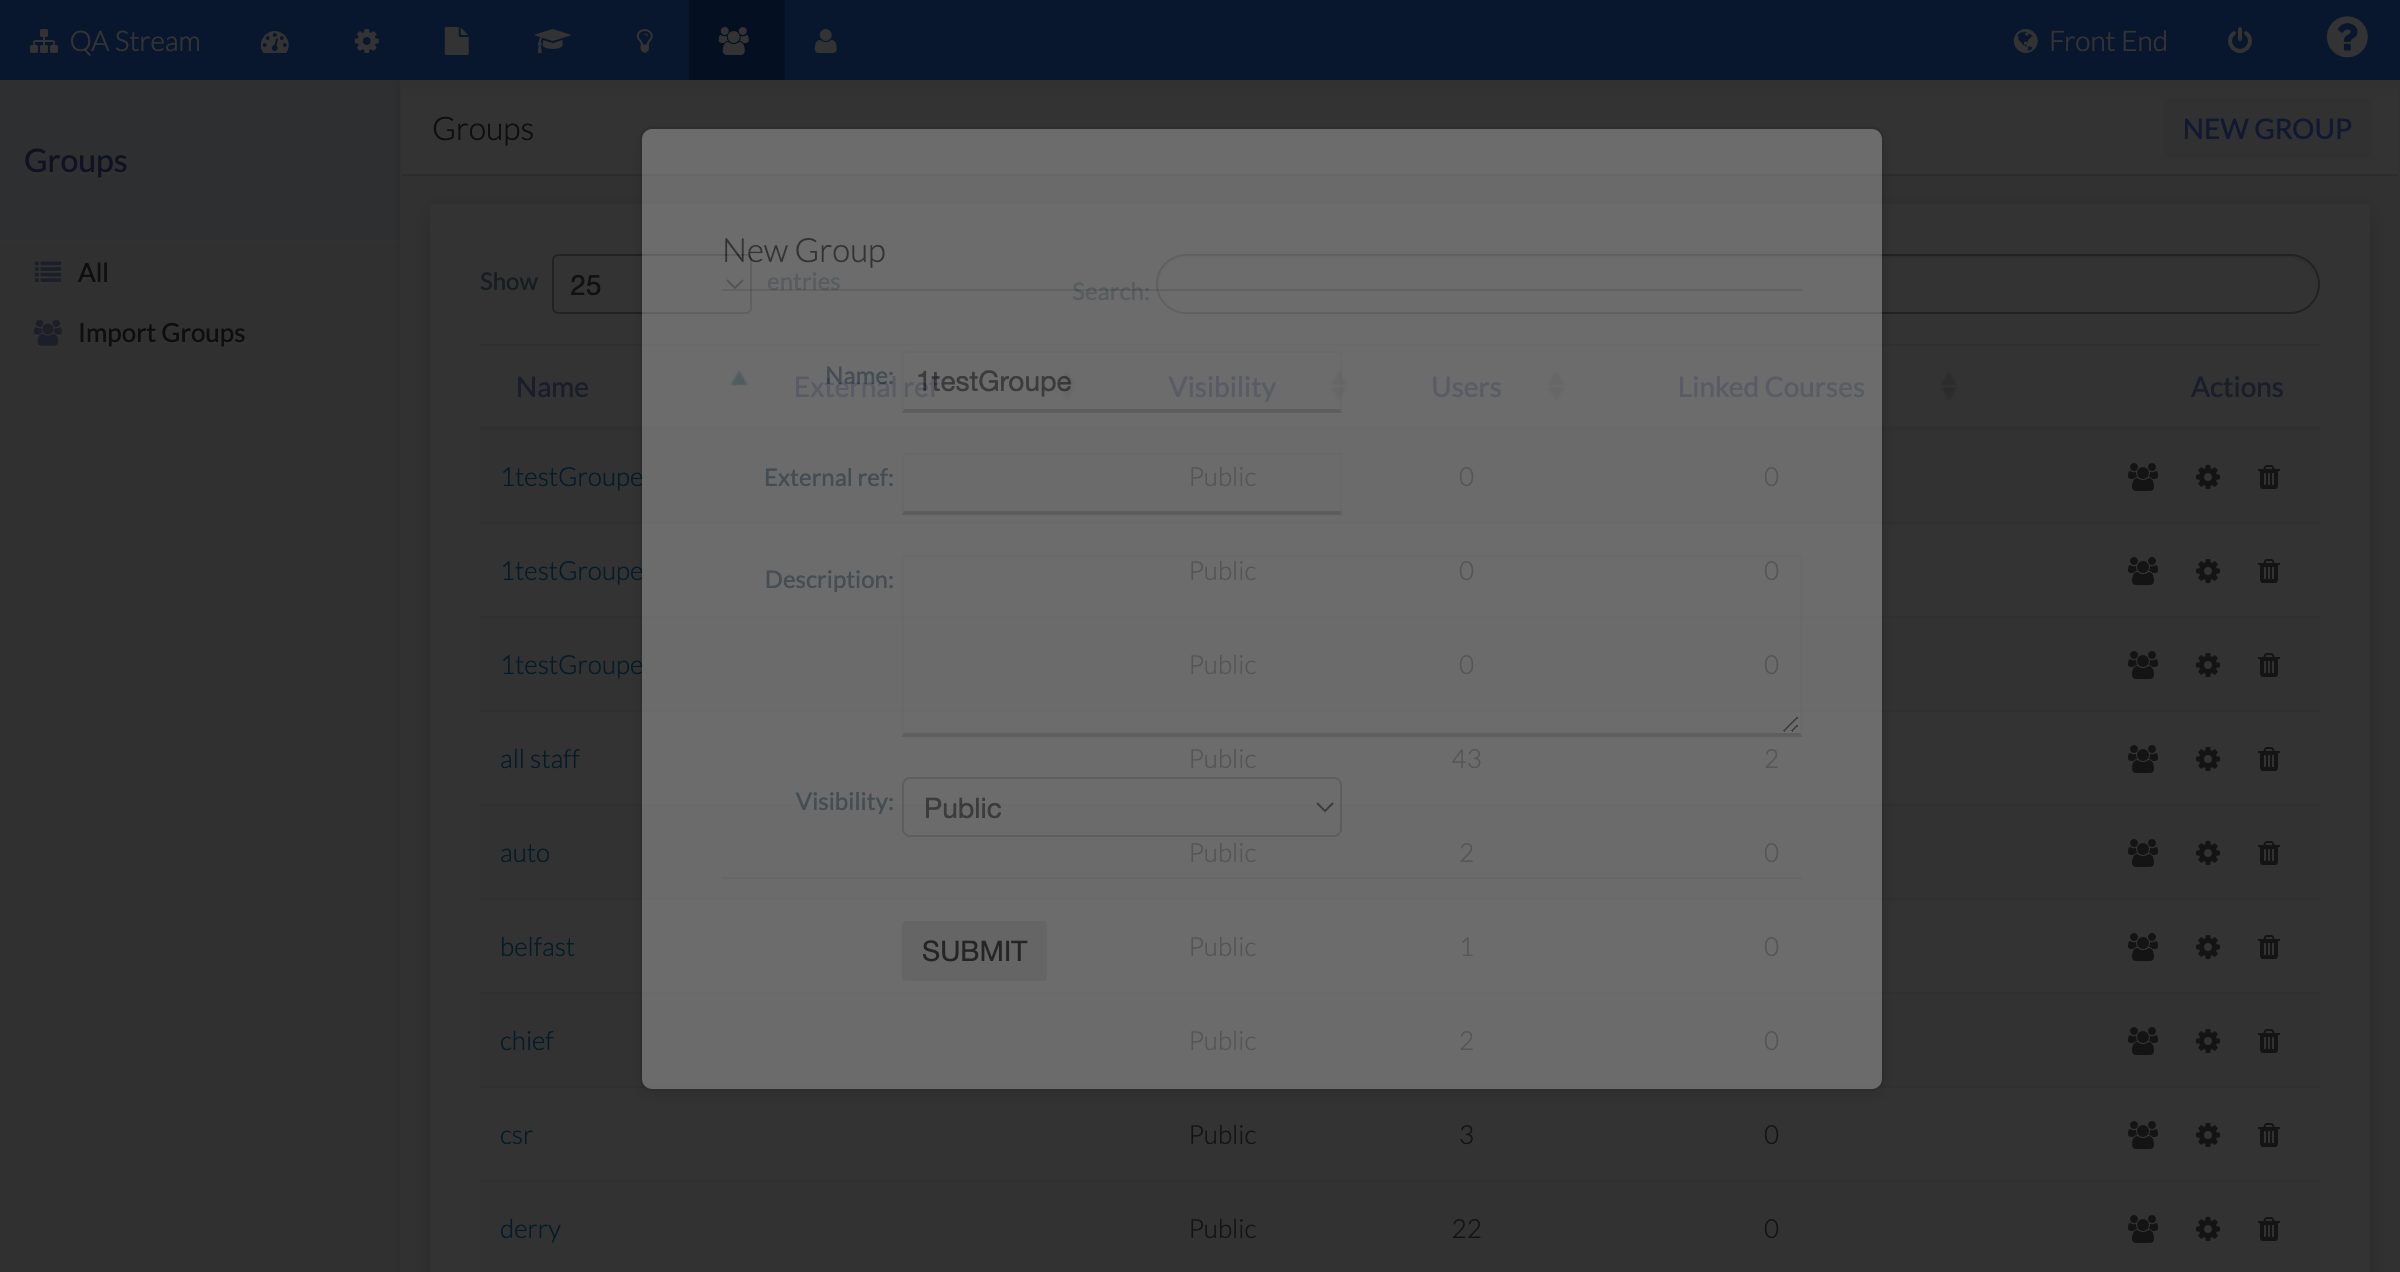 QA Stream
Front End
Groups
NEW GROUP
Groups
All
Import Groups
Show 25 entries
Search:
Name External ref Visibility Users Linked Courses Actions
1testGroupe Public 0 0
1testGroupe Public 0 0
1testGroupe Public 0 0
all staff Public 43 2
auto Public 2 0
belfast Public 1 0
chief Public 2 0
csr Public 3 0
derry Public 22 0
New Group
Name: 1testGroupe
External ref:
Description:
Visibility: Public
SUBMIT